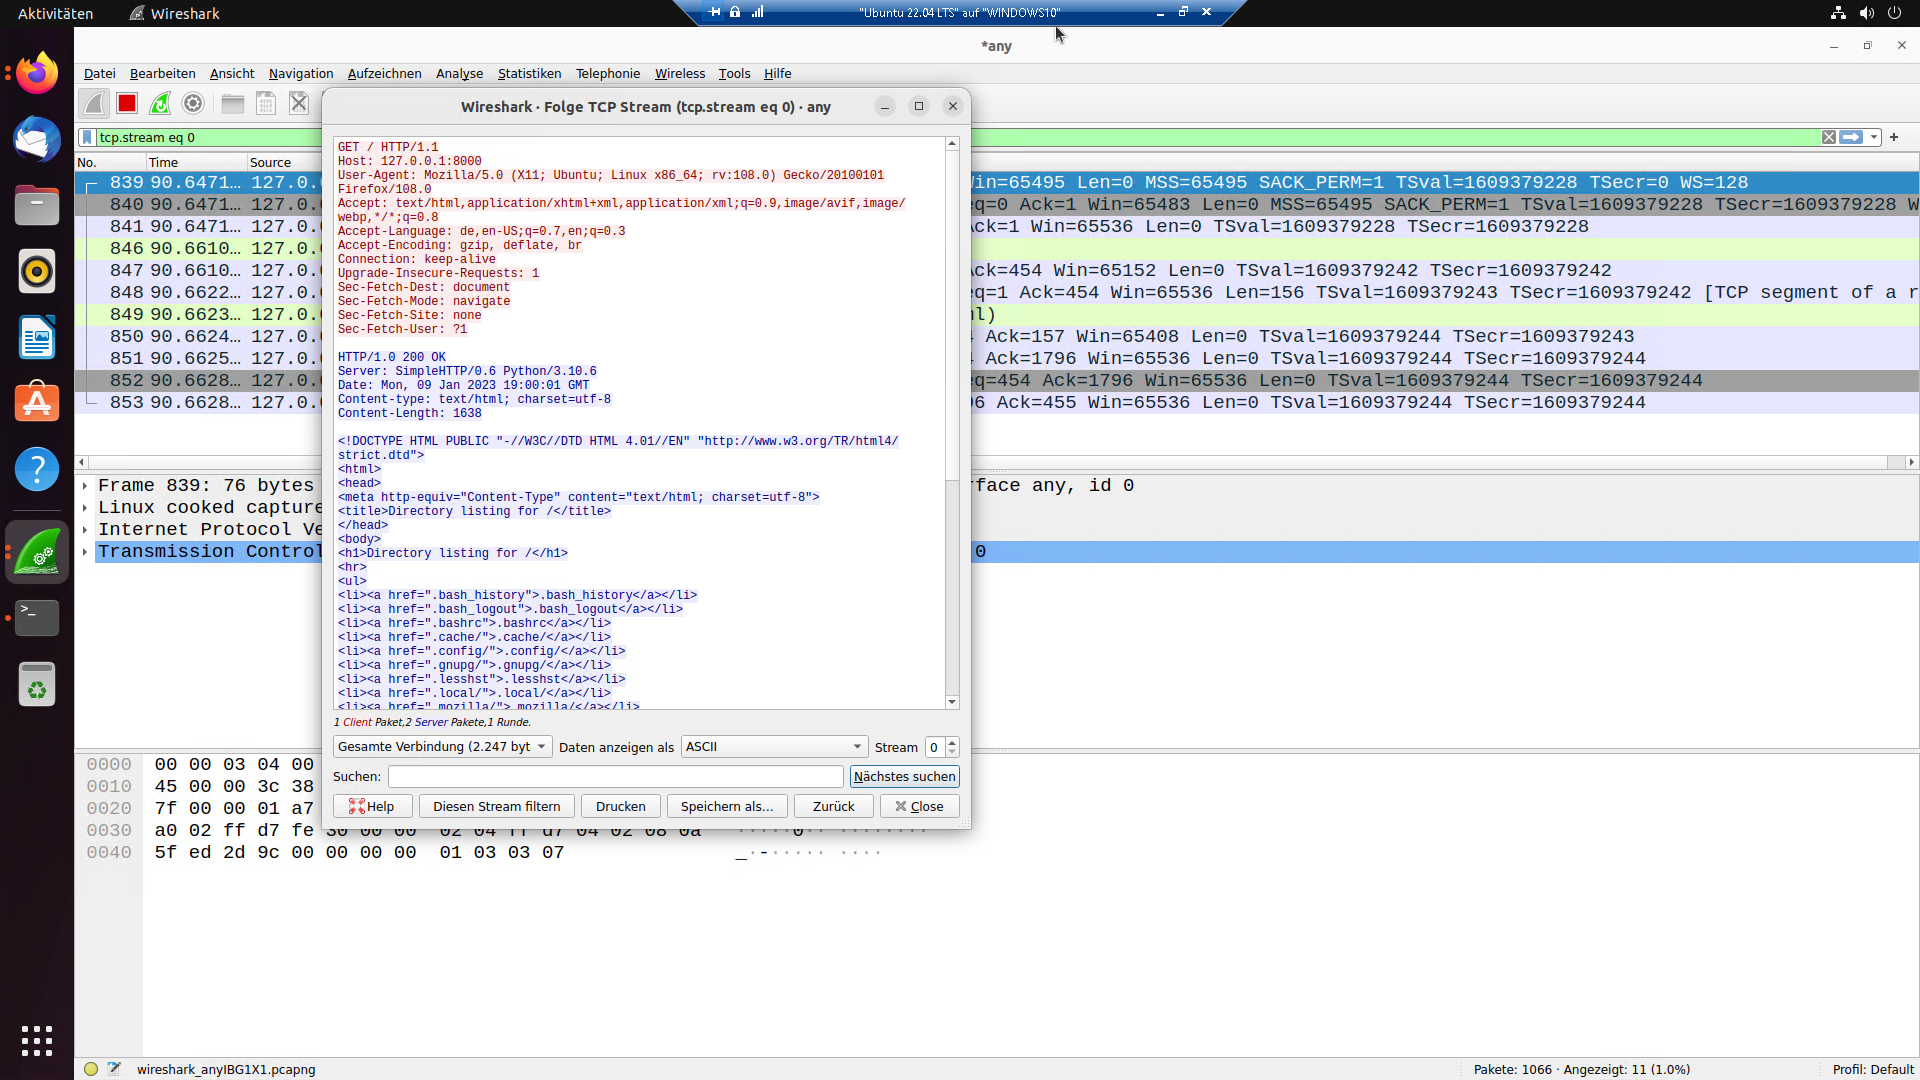 Aktivitäten
Wireshark
"Ubuntu 22.04 LTS" auf "WINDOWS10"
*any
Datei Bearbeiten Ansicht Navigation Aufzeichnen Analyse Statistiken Telephonie Wireless Tools Hilfe
Wireshark · Folge TCP Stream (tcp.stream eq 0) · any
tcp.stream eq 0
No. Time Source
839 90.6471… 127.0.
in=65495 Len=0 MSS=65495 SACK_PERM=1 TSval=1609379228 TSecr=0 WS=128
840 90.6471… 127.0.
eq=0 Ack=1 Win=65483 Len=0 MSS=65495 SACK_PERM=1 TSval=1609379228 TSecr=1609379228 W
841 90.6471… 127.0.
ck=1 Win=65536 Len=0 TSval=1609379228 TSecr=1609379228
846 90.6610… 127.0.
847 90.6610… 127.0.
ck=454 Win=65152 Len=0 TSval=1609379242 TSecr=1609379242
848 90.6622… 127.0.
q=1 Ack=454 Win=65536 Len=156 TSval=1609379243 TSecr=1609379242 [TCP segment of a r
849 90.6623… 127.0.
l)
850 90.6624… 127.0.
Ack=157 Win=65408 Len=0 TSval=1609379244 TSecr=1609379243
851 90.6625… 127.0.
Ack=1796 Win=65536 Len=0 TSval=1609379244 TSecr=1609379244
852 90.6628… 127.0.
q=454 Ack=1796 Win=65536 Len=0 TSval=1609379244 TSecr=1609379244
853 90.6628… 127.0.
6 Ack=455 Win=65536 Len=0 TSval=1609379244 TSecr=1609379244
GET / HTTP/1.1
Host: 127.0.0.1:8000
User-Agent: Mozilla/5.0 (X11; Ubuntu; Linux x86_64; rv:108.0) Gecko/20100101
Firefox/108.0
Accept: text/html,application/xhtml+xml,application/xml;q=0.9,image/avif,image/
webp,*/*;q=0.8
Accept-Language: de,en-US;q=0.7,en;q=0.3
Accept-Encoding: gzip, deflate, br
Connection: keep-alive
Upgrade-Insecure-Requests: 1
Sec-Fetch-Dest: document
Sec-Fetch-Mode: navigate
Sec-Fetch-Site: none
Sec-Fetch-User: ?1
HTTP/1.0 200 OK
Server: SimpleHTTP/0.6 Python/3.10.6
Date: Mon, 09 Jan 2023 19:00:01 GMT
Content-type: text/html; charset=utf-8
Content-Length: 1638
<!DOCTYPE HTML PUBLIC "-//W3C//DTD HTML 4.01//EN" "http://www.w3.org/TR/html4/
strict.dtd">
<html>
<head>
<meta http-equiv="Content-Type" content="text/html; charset=utf-8">
<title>Directory listing for /</title>
</head>
<body>
<h1>Directory listing for /</h1>
<hr>
<ul>
<li><a href=".bash_history">.bash_history</a></li>
<li><a href=".bash_logout">.bash_logout</a></li>
<li><a href=".bashrc">.bashrc</a></li>
<li><a href=".cache/">.cache/</a></li>
<li><a href=".config/">.config/</a></li>
<li><a href=".gnupg/">.gnupg/</a></li>
<li><a href=".lesshst">.lesshst</a></li>
<li><a href=".local/">.local/</a></li>
<li><a href=".mozilla/">.mozilla/</a></li>
1 Client Paket,2 Server Pakete,1 Runde.
Gesamte Verbindung (2.247 byt
Daten anzeigen als
ASCII
Stream
0
Suchen:
Nächstes suchen
Help
Diesen Stream filtern
Drucken
Speichern als…
Zurück
Close
Frame 839: 76 bytes
face any, id 0
Linux cooked capture
Internet Protocol Ve
Transmission Control
0
0000 00 00 03 04 00
0010 45 00 00 3c 38
0020 7f 00 00 01 a7
0030 a0 02 ff d7 fe 30 00 00 02 04 ff d7 04 02 08 0a ·····0·· ········
0040 5f ed 2d 9c 00 00 00 00 01 03 03 07 _·-····· ····
wireshark_anyIBG1X1.pcapng
Pakete: 1066 · Angezeigt: 11 (1.0%)
Profil: Default